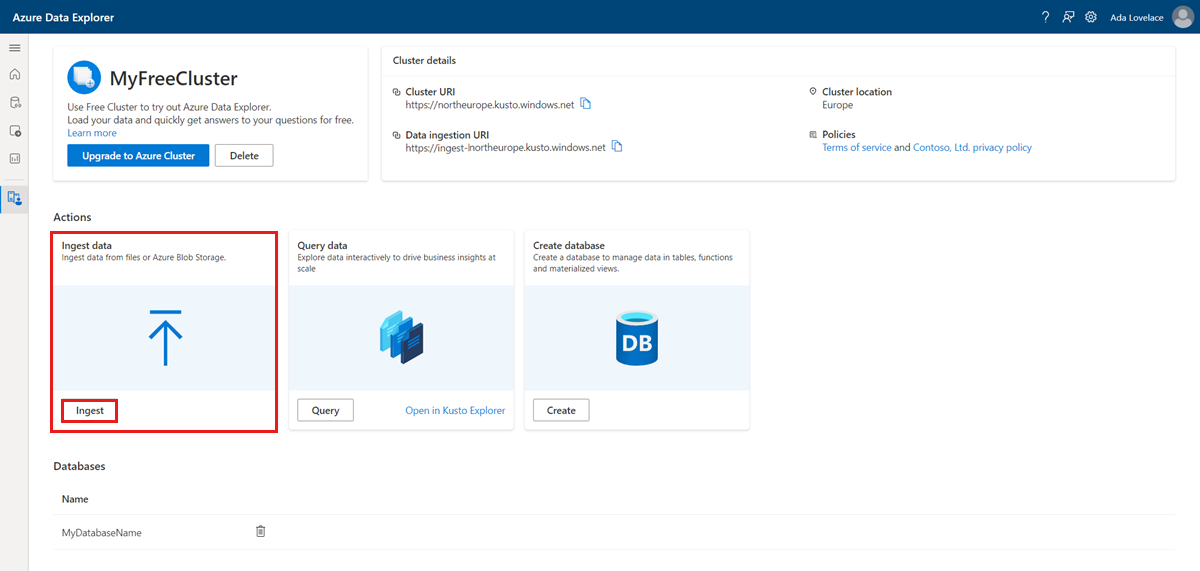 Azure Data Explorer
? Ada Lovelace
MyFreeCluster
Use Free Cluster to try out Azure Data Explorer.
Load your data and quickly get answers to your questions for free.
Learn more
Upgrade to Azure Cluster
Delete
Cluster details
Cluster URI
https://northeurope.kusto.windows.net
Data ingestion URI
https://ingest-lnortheurope.kusto.windows.net
Cluster location
Europe
Policies
Terms of service and Contoso, Ltd. privacy policy
Actions
Ingest data
Ingest data from files or Azure Blob Storage.
Ingest
Query data
Explore data interactively to drive business insights at
scale
Query
Open in Kusto Explorer
Create database
Create a database to manage data in tables, functions
and materialized views.
DB
Create
Databases
Name
MyDatabaseName